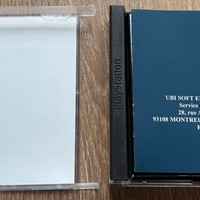 PlayStation
UBI SOFT E
Service
28, rue A
93108 MONTREU